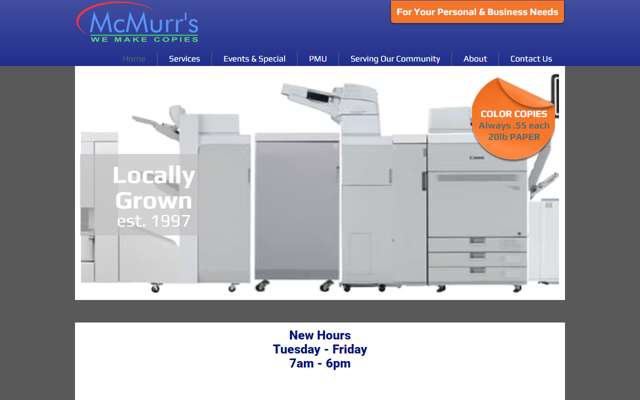 McMurr's
WE MAKE COPIES
For Your Personal & Business Needs
Home
Services
Events & Special
PMU
Serving Our Community
About
Contact Us
COLOR COPIES
Always .55 each
20lb PAPER
Canon
Locally
Grown
est. 1997
New Hours
Tuesday - Friday
7am - 6pm